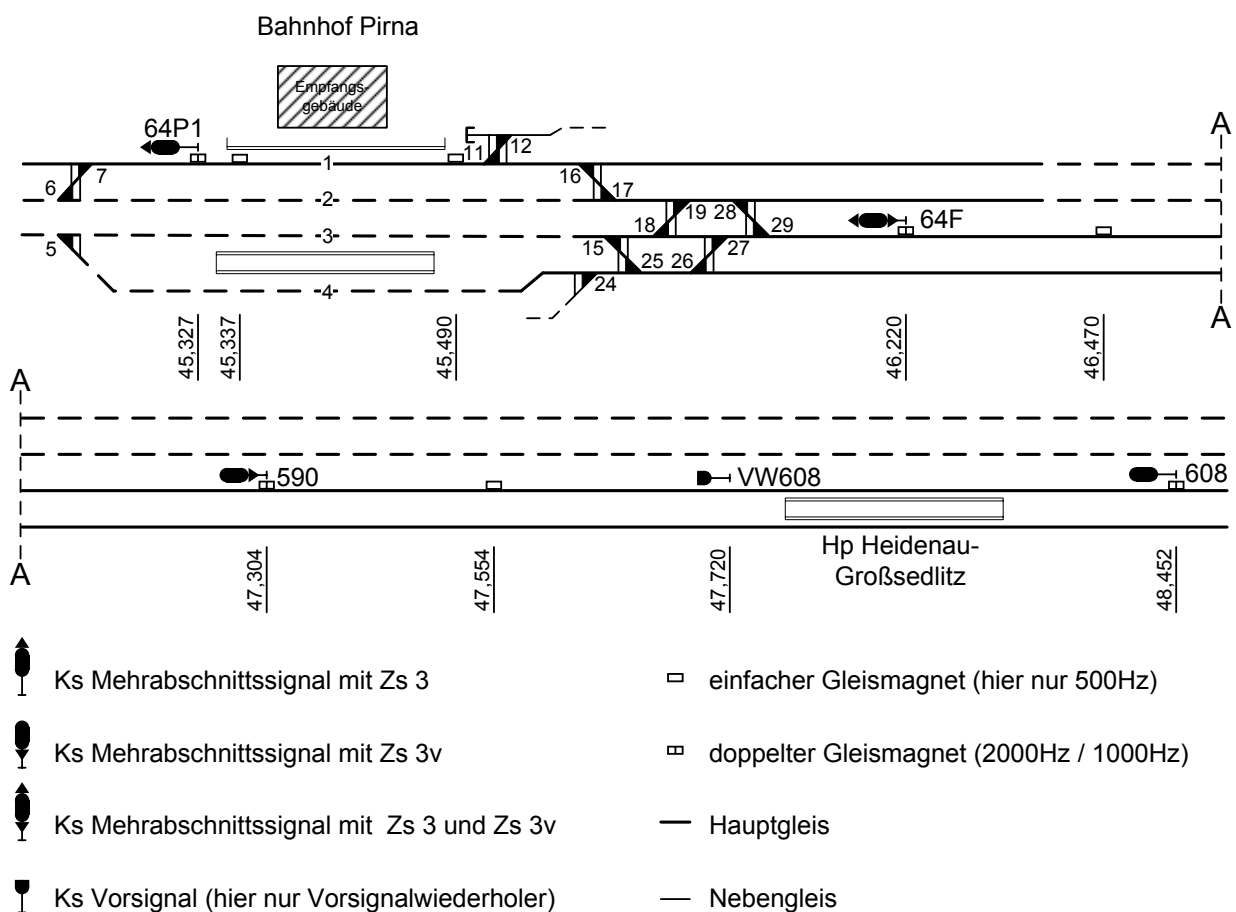 Bahnhof Pirna
Empfangs-
gebäude
64P1
11
12
A
1
6
7
16
17
2
19
28
18
29
64F
5
3
15
27
25
26
4
24
45,327
45,337
45,490
46,220
46,470
A
A
590
VW608
608
Hp Heidenau-
Großsedlitz
A
47,304
47,554
47,720
48,452
Ks Mehrabschnittssignal mit Zs 3
einfacher Gleismagnet (hier nur 500Hz)
Ks Mehrabschnittssignal mit Zs 3v
doppelter Gleismagnet (2000Hz / 1000Hz)
Ks Mehrabschnittssignal mit Zs 3 und Zs 3v
Hauptgleis
Ks Vorsignal (hier nur Vorsignalwiederholer)
Nebengleis